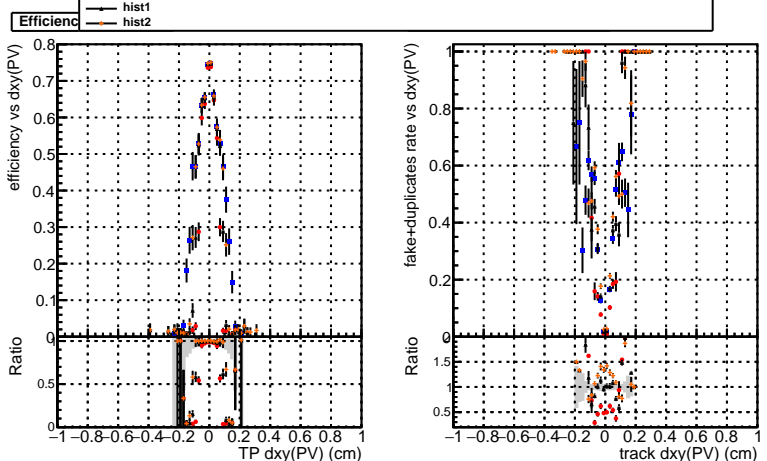 hist1
Efficienc
hist2
efficiency vs dxy(PV)
0.8
0.7
0.6
0.5
0.4
0.3
0.2
0.1
0
Ratio
1
0.5
0
−1 −0.8−0.6−0.4−0.2 0 0.2 0.4 0.6 0.8 1
TP dxy(PV) (cm)
fake+duplicates rate vs dxy(PV)
1
0.8
0.6
0.4
0.2
Ratio
2
1.5
1
0.5
−1 −0.8−0.6−0.4−0.2 0 0.2 0.4 0.6 0.8 1
track dxy(PV) (cm)